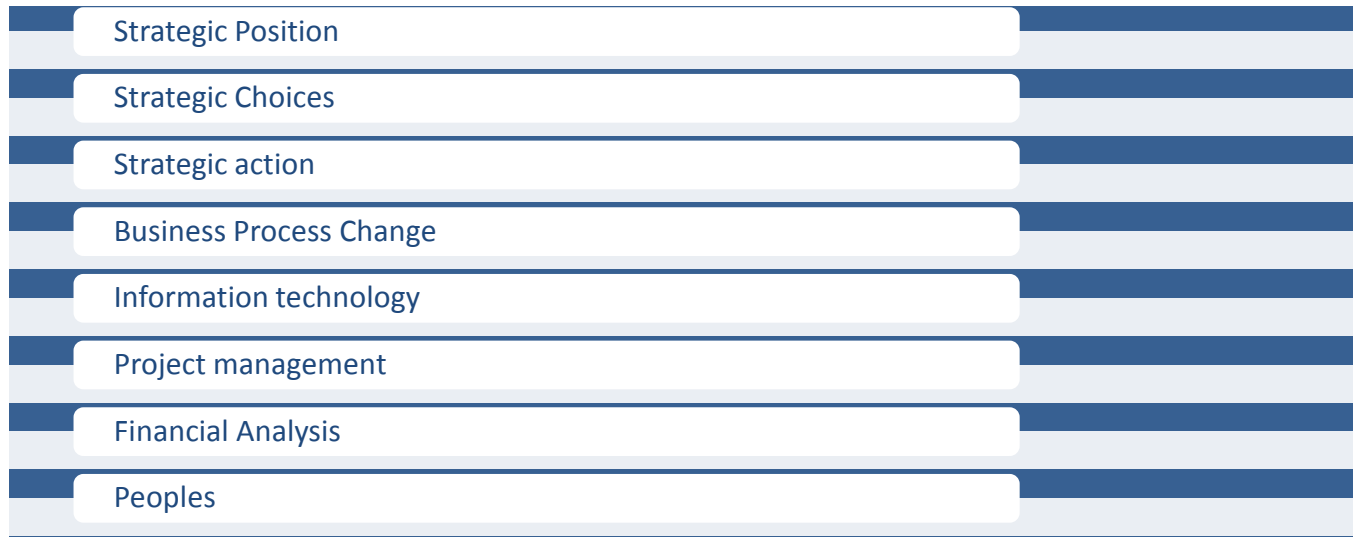 Strategic Position
Strategic Choices
Strategic action
Business Process Change
Information technology
Project management
Financial Analysis
Peoples